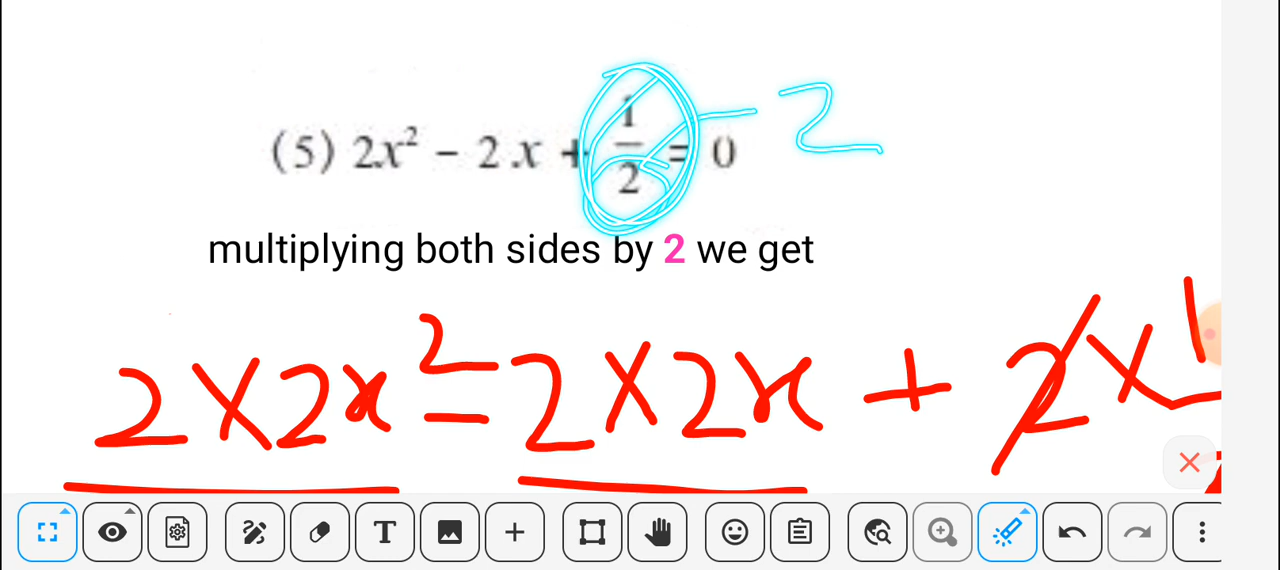 (5) 2x² - 2x + 1/2 = 0 2
multiplying both sides by 2 we get
2 × 2x² - 2 × 2x + 2 × 1